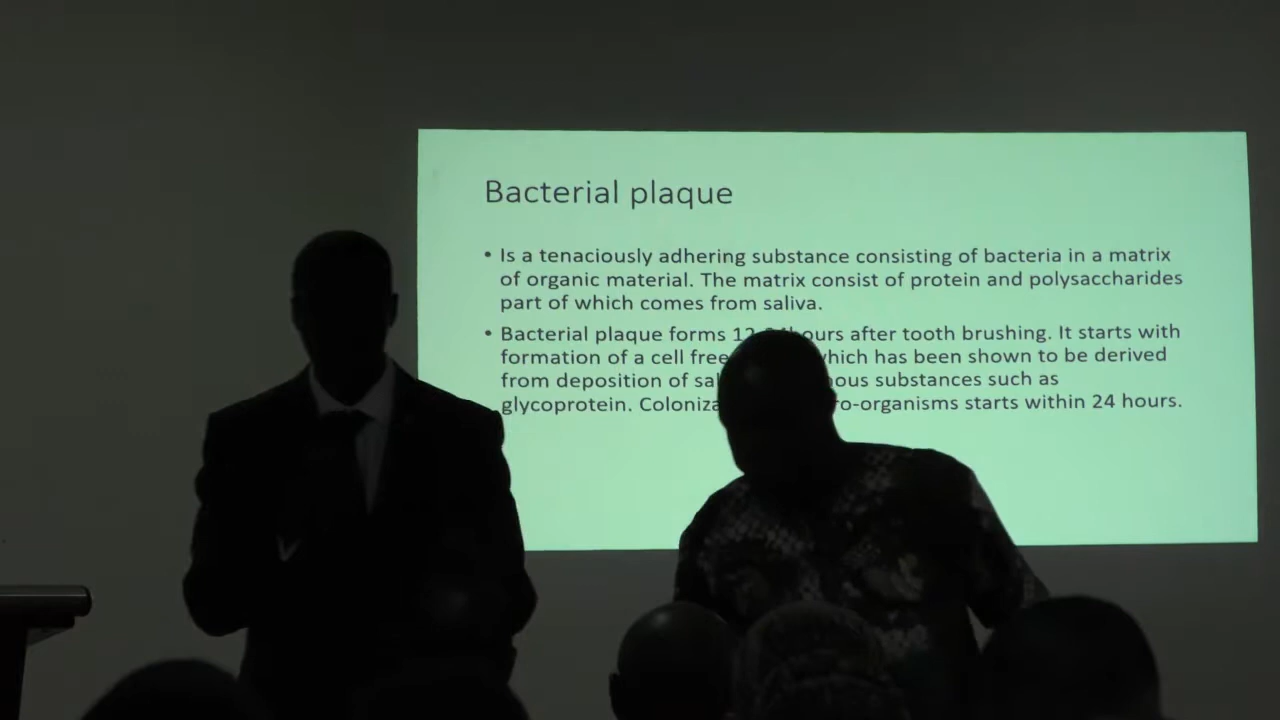 Bacterial plaque
• Is a tenaciously adhering substance consisting of bacteria in a matrix
of organic material. The matrix consist of protein and polysaccharides
part of which comes from saliva.
• Bacterial plaque forms hours after tooth brushing. It starts with
formation of a cell free which has been shown to be derived
from deposition of substances such as
glycoprotein. starts within 24 hours.